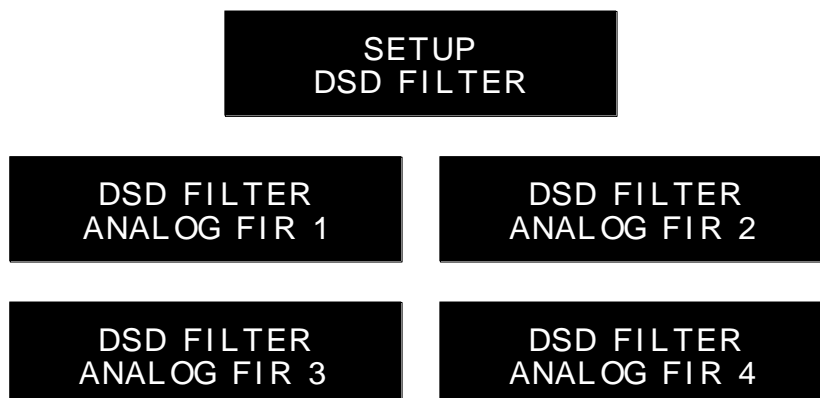 SETUP
DSD FILTER
DSD FILTER
ANALOG FIR 1
DSD FILTER
ANALOG FIR 2
DSD FILTER
ANALOG FIR 3
DSD FILTER
ANALOG FIR 4